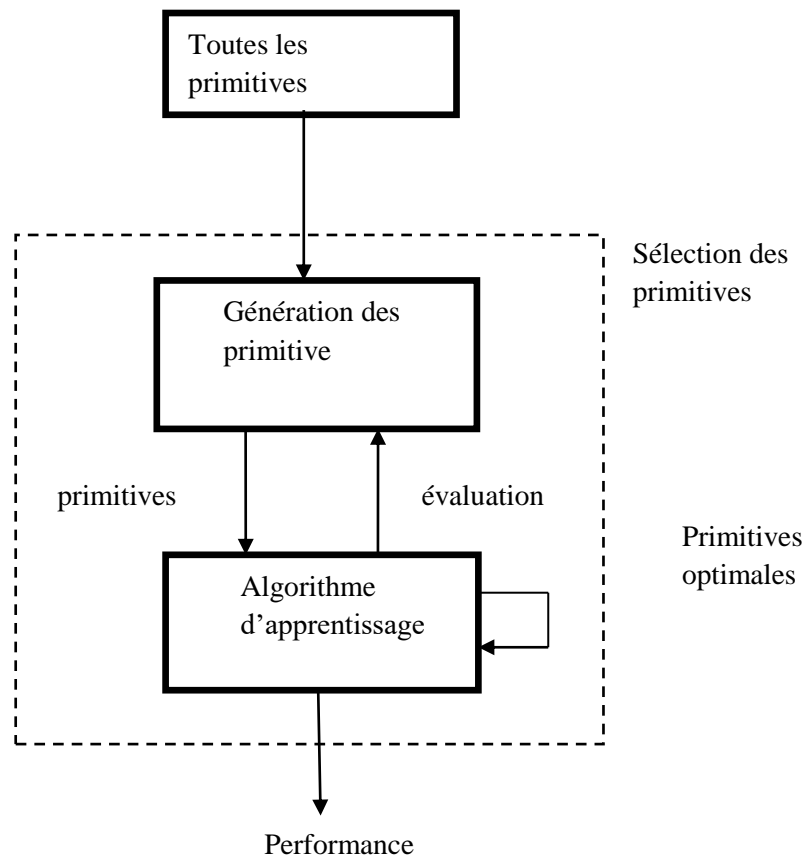 Toutes les
primitives
Sélection des
primitives
Génération des
primitive
primitives
évaluation
Primitives
optimales
Algorithme
d’apprentissage
Performance